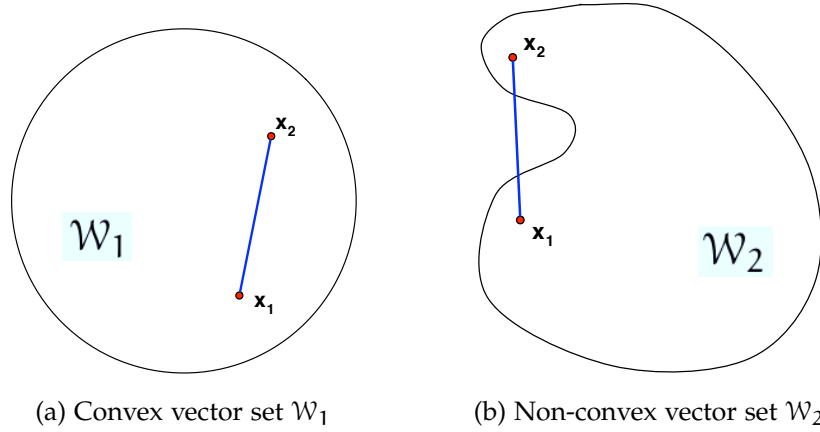 x₂
x₁
𝒲₁
x₂
x₁
𝒲₂
(a) Convex vector set 𝒲₁
(b) Non-convex vector set 𝒲₂